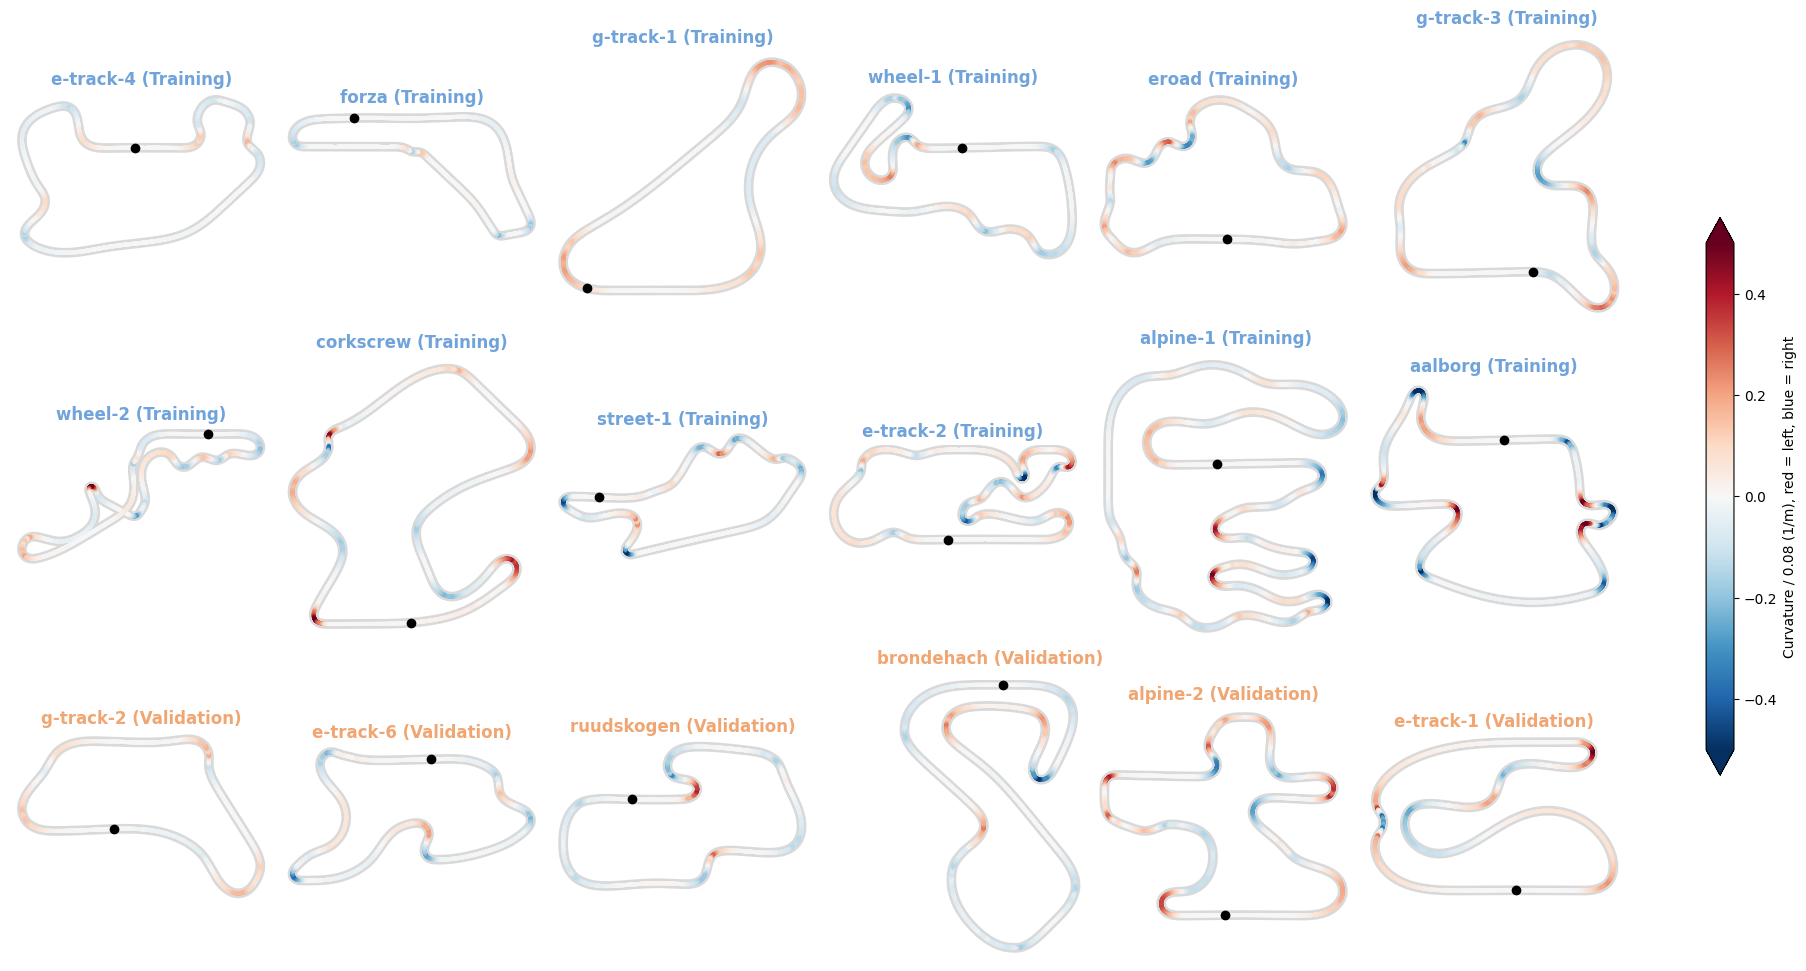 g-track-3 (Training)
g-track-1 (Training)
e-track-4 (Training)
forza (Training)
wheel-1 (Training)
eroad (Training)
corkscrew (Training)
alpine-1 (Training)
aalborg (Training)
wheel-2 (Training)
street-1 (Training)
e-track-2 (Training)
brondehach (Validation)
alpine-2 (Validation)
g-track-2 (Validation)
e-track-6 (Validation)
ruudskogen (Validation)
e-track-1 (Validation)
0.4
0.2
0.0
−0.2
−0.4
Curvature / 0.08 (1/m), red = left, blue = right